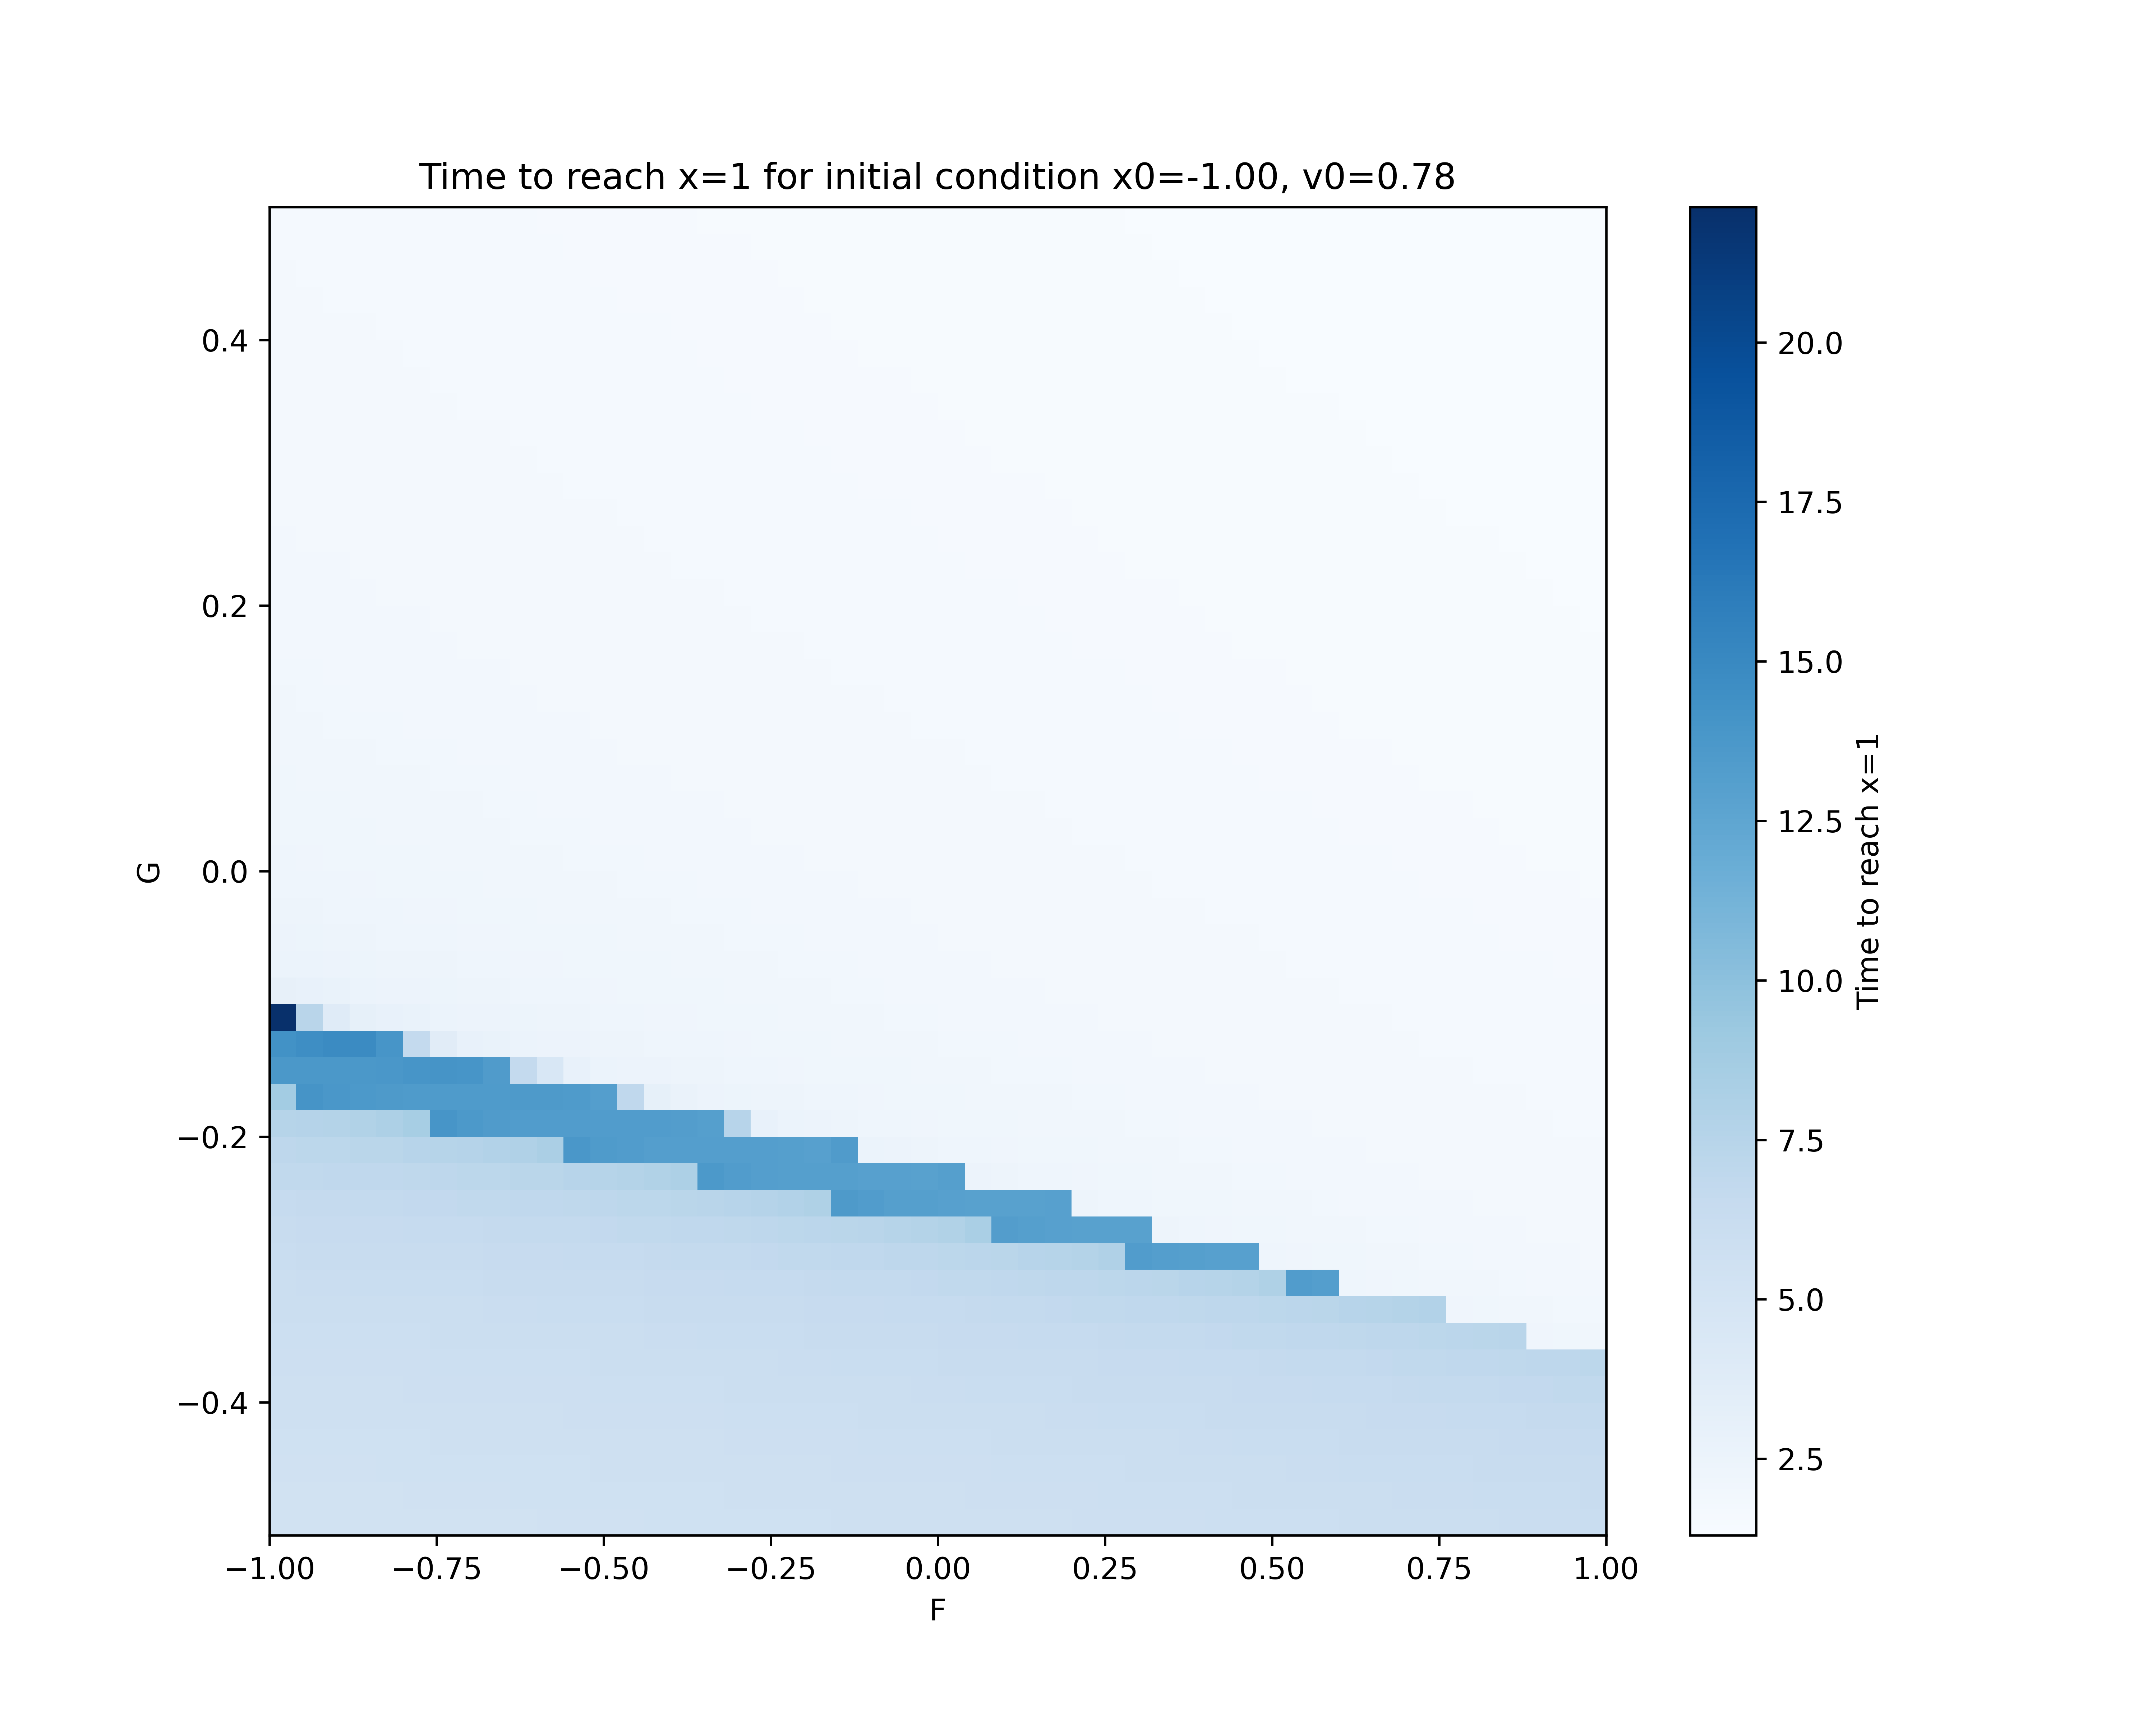 Time to reach x=1 for initial condition x0=-1.00, v0=0.78
0.4
0.2
0.0
−0.2
−0.4
G
−1.00 −0.75 −0.50 −0.25 0.00 0.25 0.50 0.75 1.00
F
20.0
17.5
15.0
12.5
10.0
7.5
5.0
2.5
Time to reach x=1